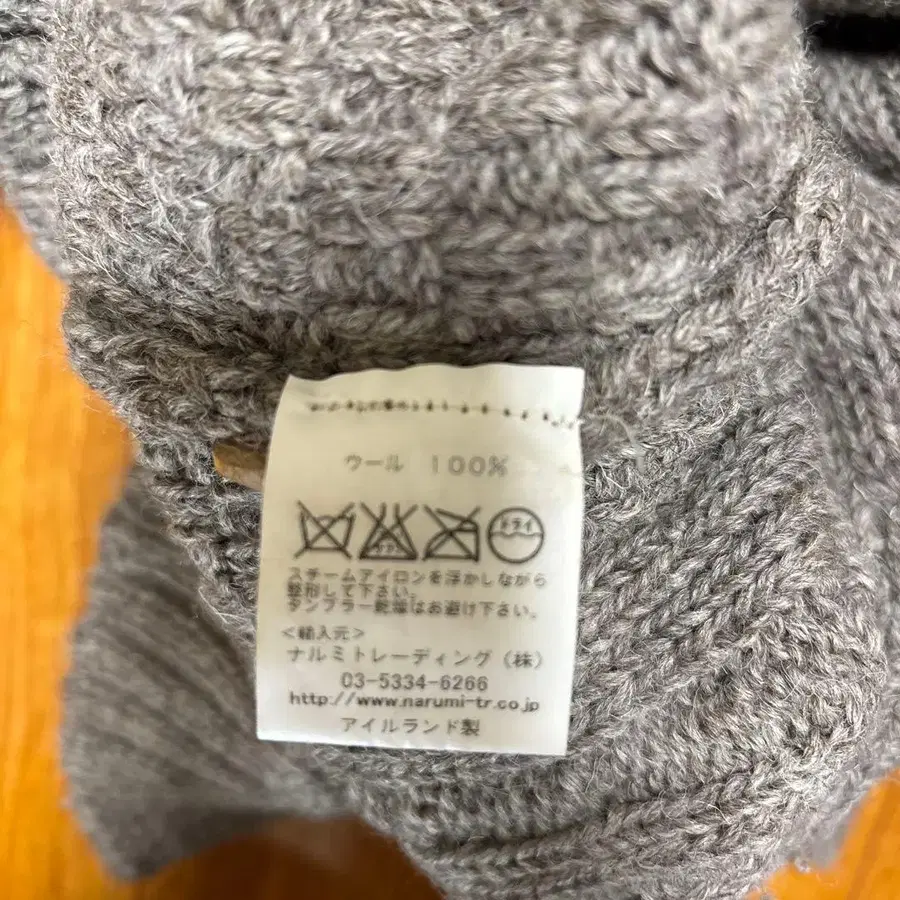 ウール 100%
ドライ
スチームアイロンを浮かしながら
整形して下さい。
タンブラー乾燥はお避け下さい。
<輸入元>
ナルミトレーディング(株)
03-5334-6266
http://www.narumi-tr.co.jp
アイルランド製